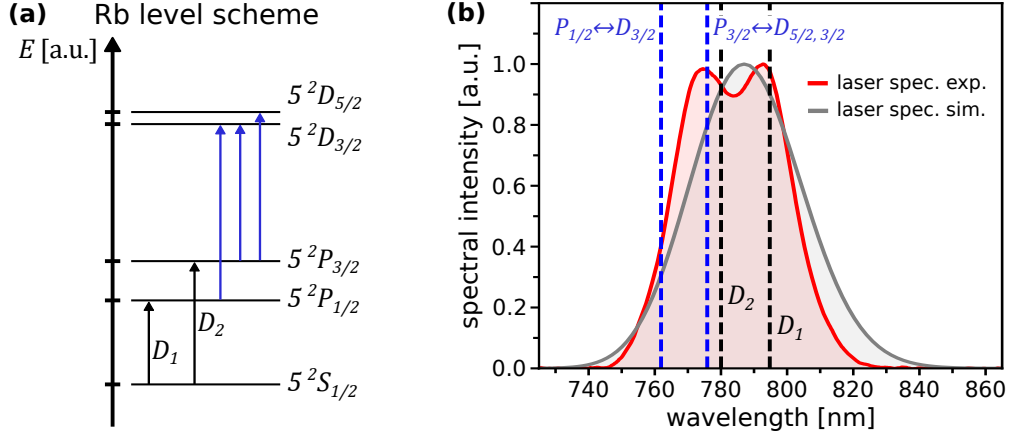 (a) Rb level scheme
E [a.u.]
5 ²D₅/₂
5 ²D₃/₂
5 ²P₃/₂
5 ²P₁/₂
D₂
D₁
5 ²S₁/₂
(b)
P₁/₂↔D₃/₂ P₃/₂↔D₅/₂, ₃/₂
laser spec. exp.
laser spec. sim.
spectral intensity [a.u.]
1.0
0.8
0.6
0.4
0.2
0.0
D₂
D₁
740 760 780 800 820 840 860
wavelength [nm]